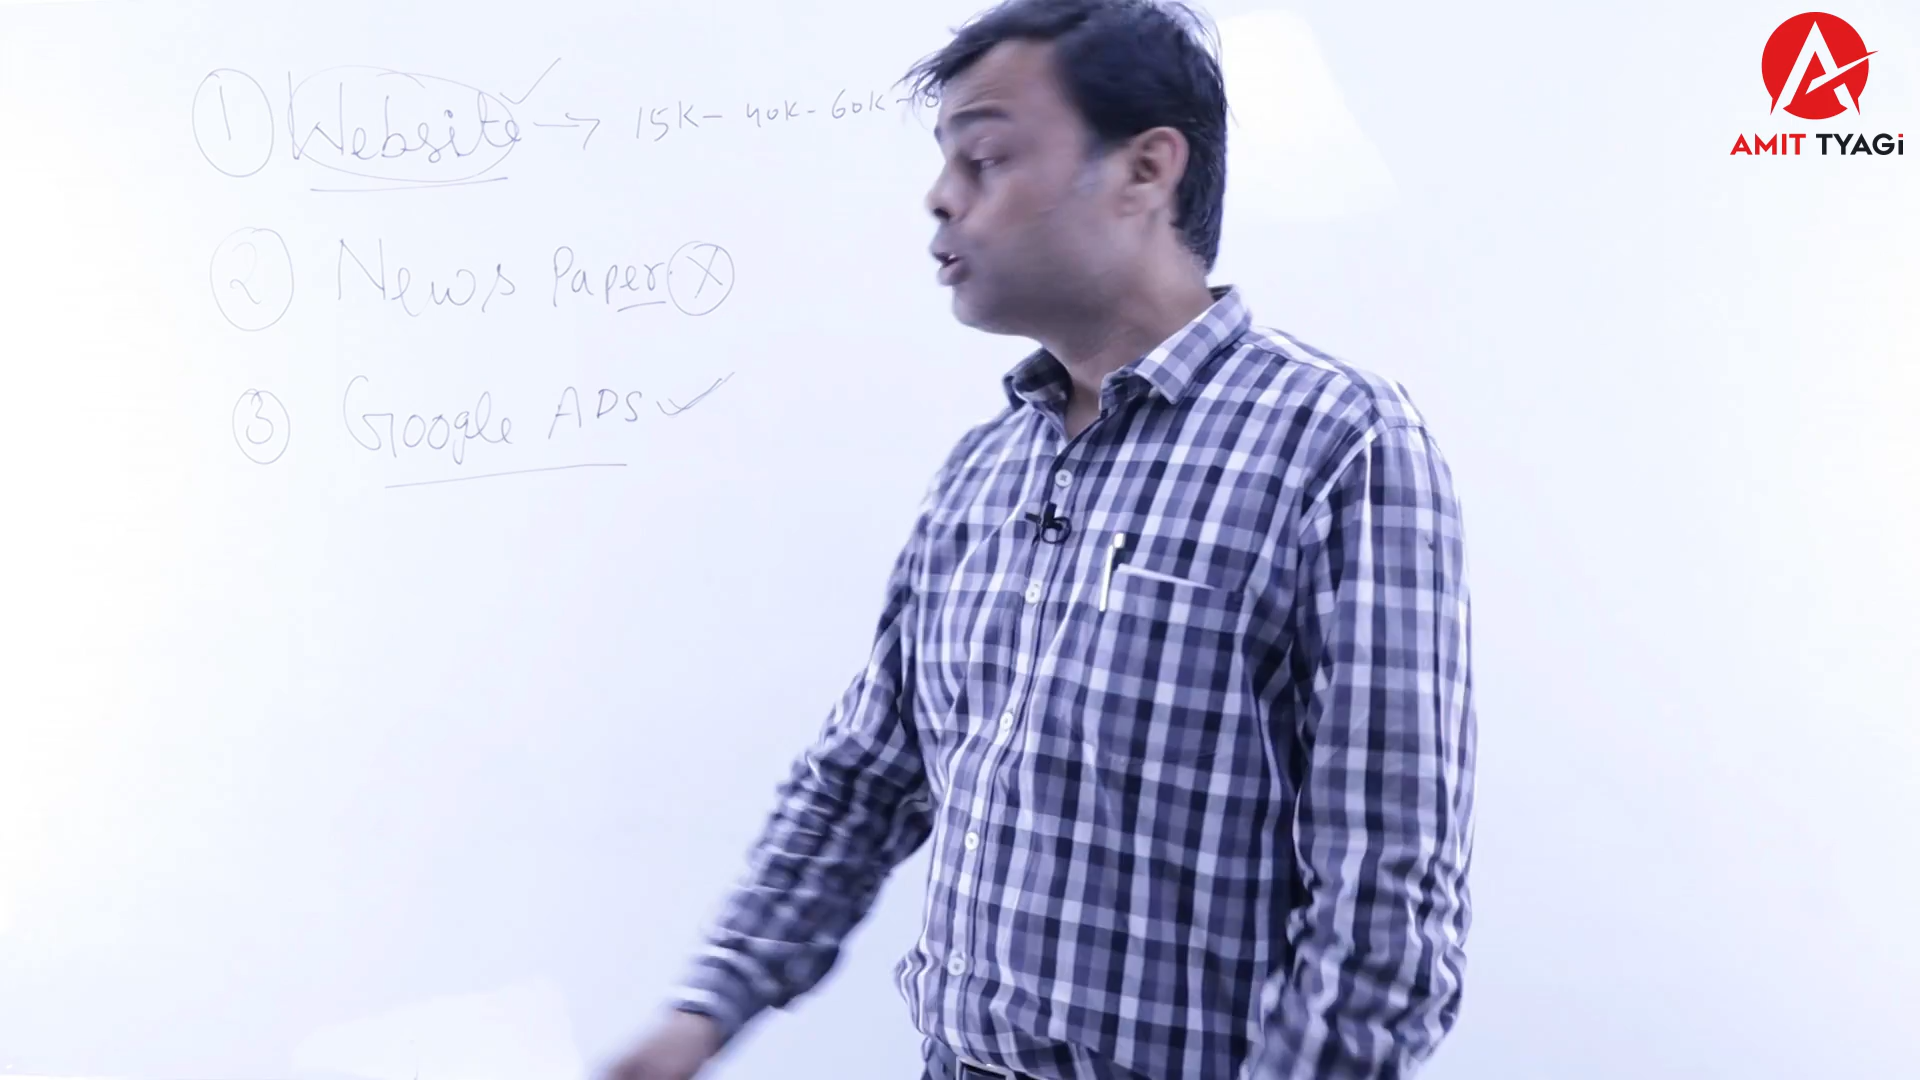 1 Website → 15K- 40K- 60K-
2 News Paper X
3 Google ADS ✓
AMIT TYAGi